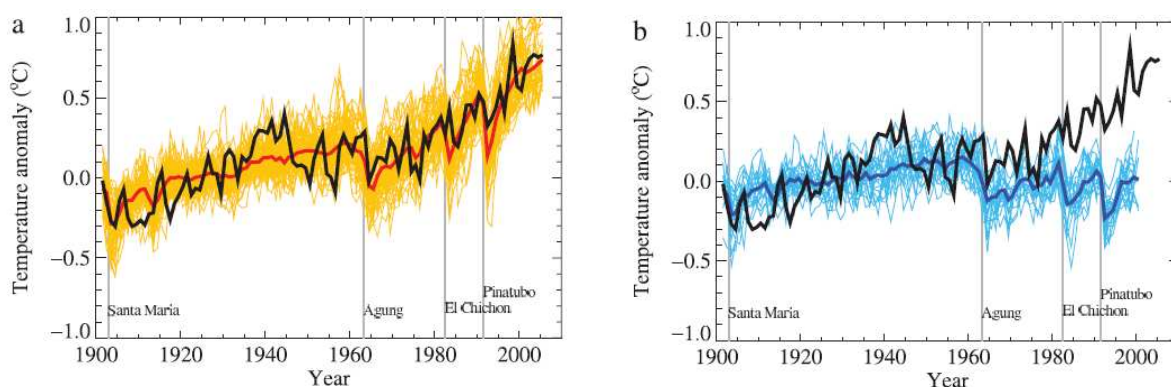 a
1.0
0.5
0.0
−0.5
−1.0
Temperature anomaly (°C)
Santa María
Agung
El Chichon
Pinatubo
1900 1920 1940 1960 1980 2000
Year
b
1.0
0.5
0.0
−0.5
−1.0
Temperature anomaly (°C)
Santa María
Agung
El Chichon
Pinatubo
1900 1920 1940 1960 1980 2000
Year